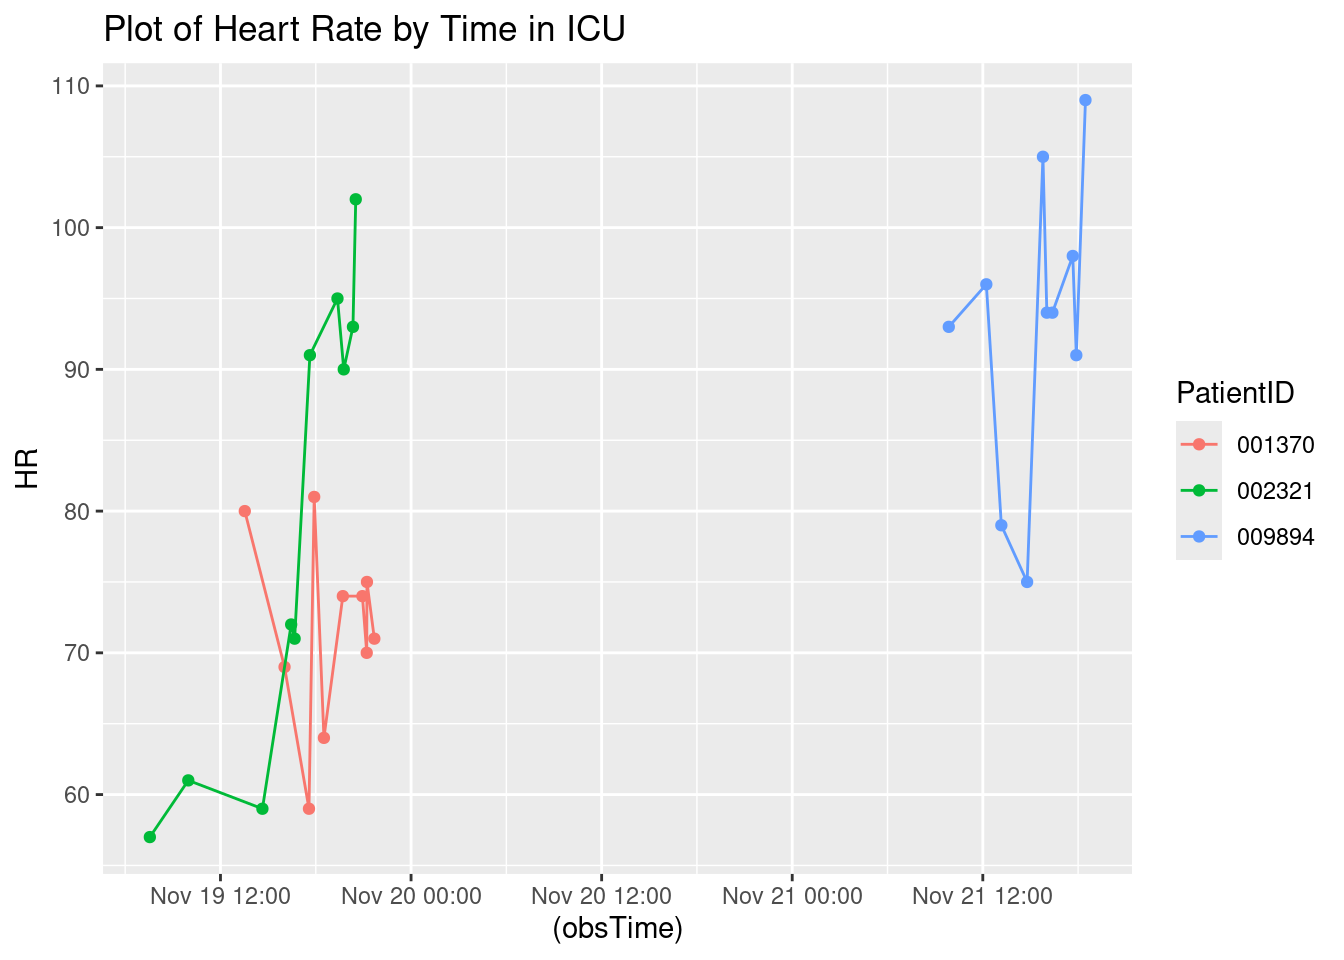 Plot of Heart Rate by Time in ICU
110
100
90
80
70
60
HR
Nov 19 12:00 Nov 20 00:00 Nov 20 12:00 Nov 21 00:00 Nov 21 12:00
(obsTime)
PatientID
001370
002321
009894